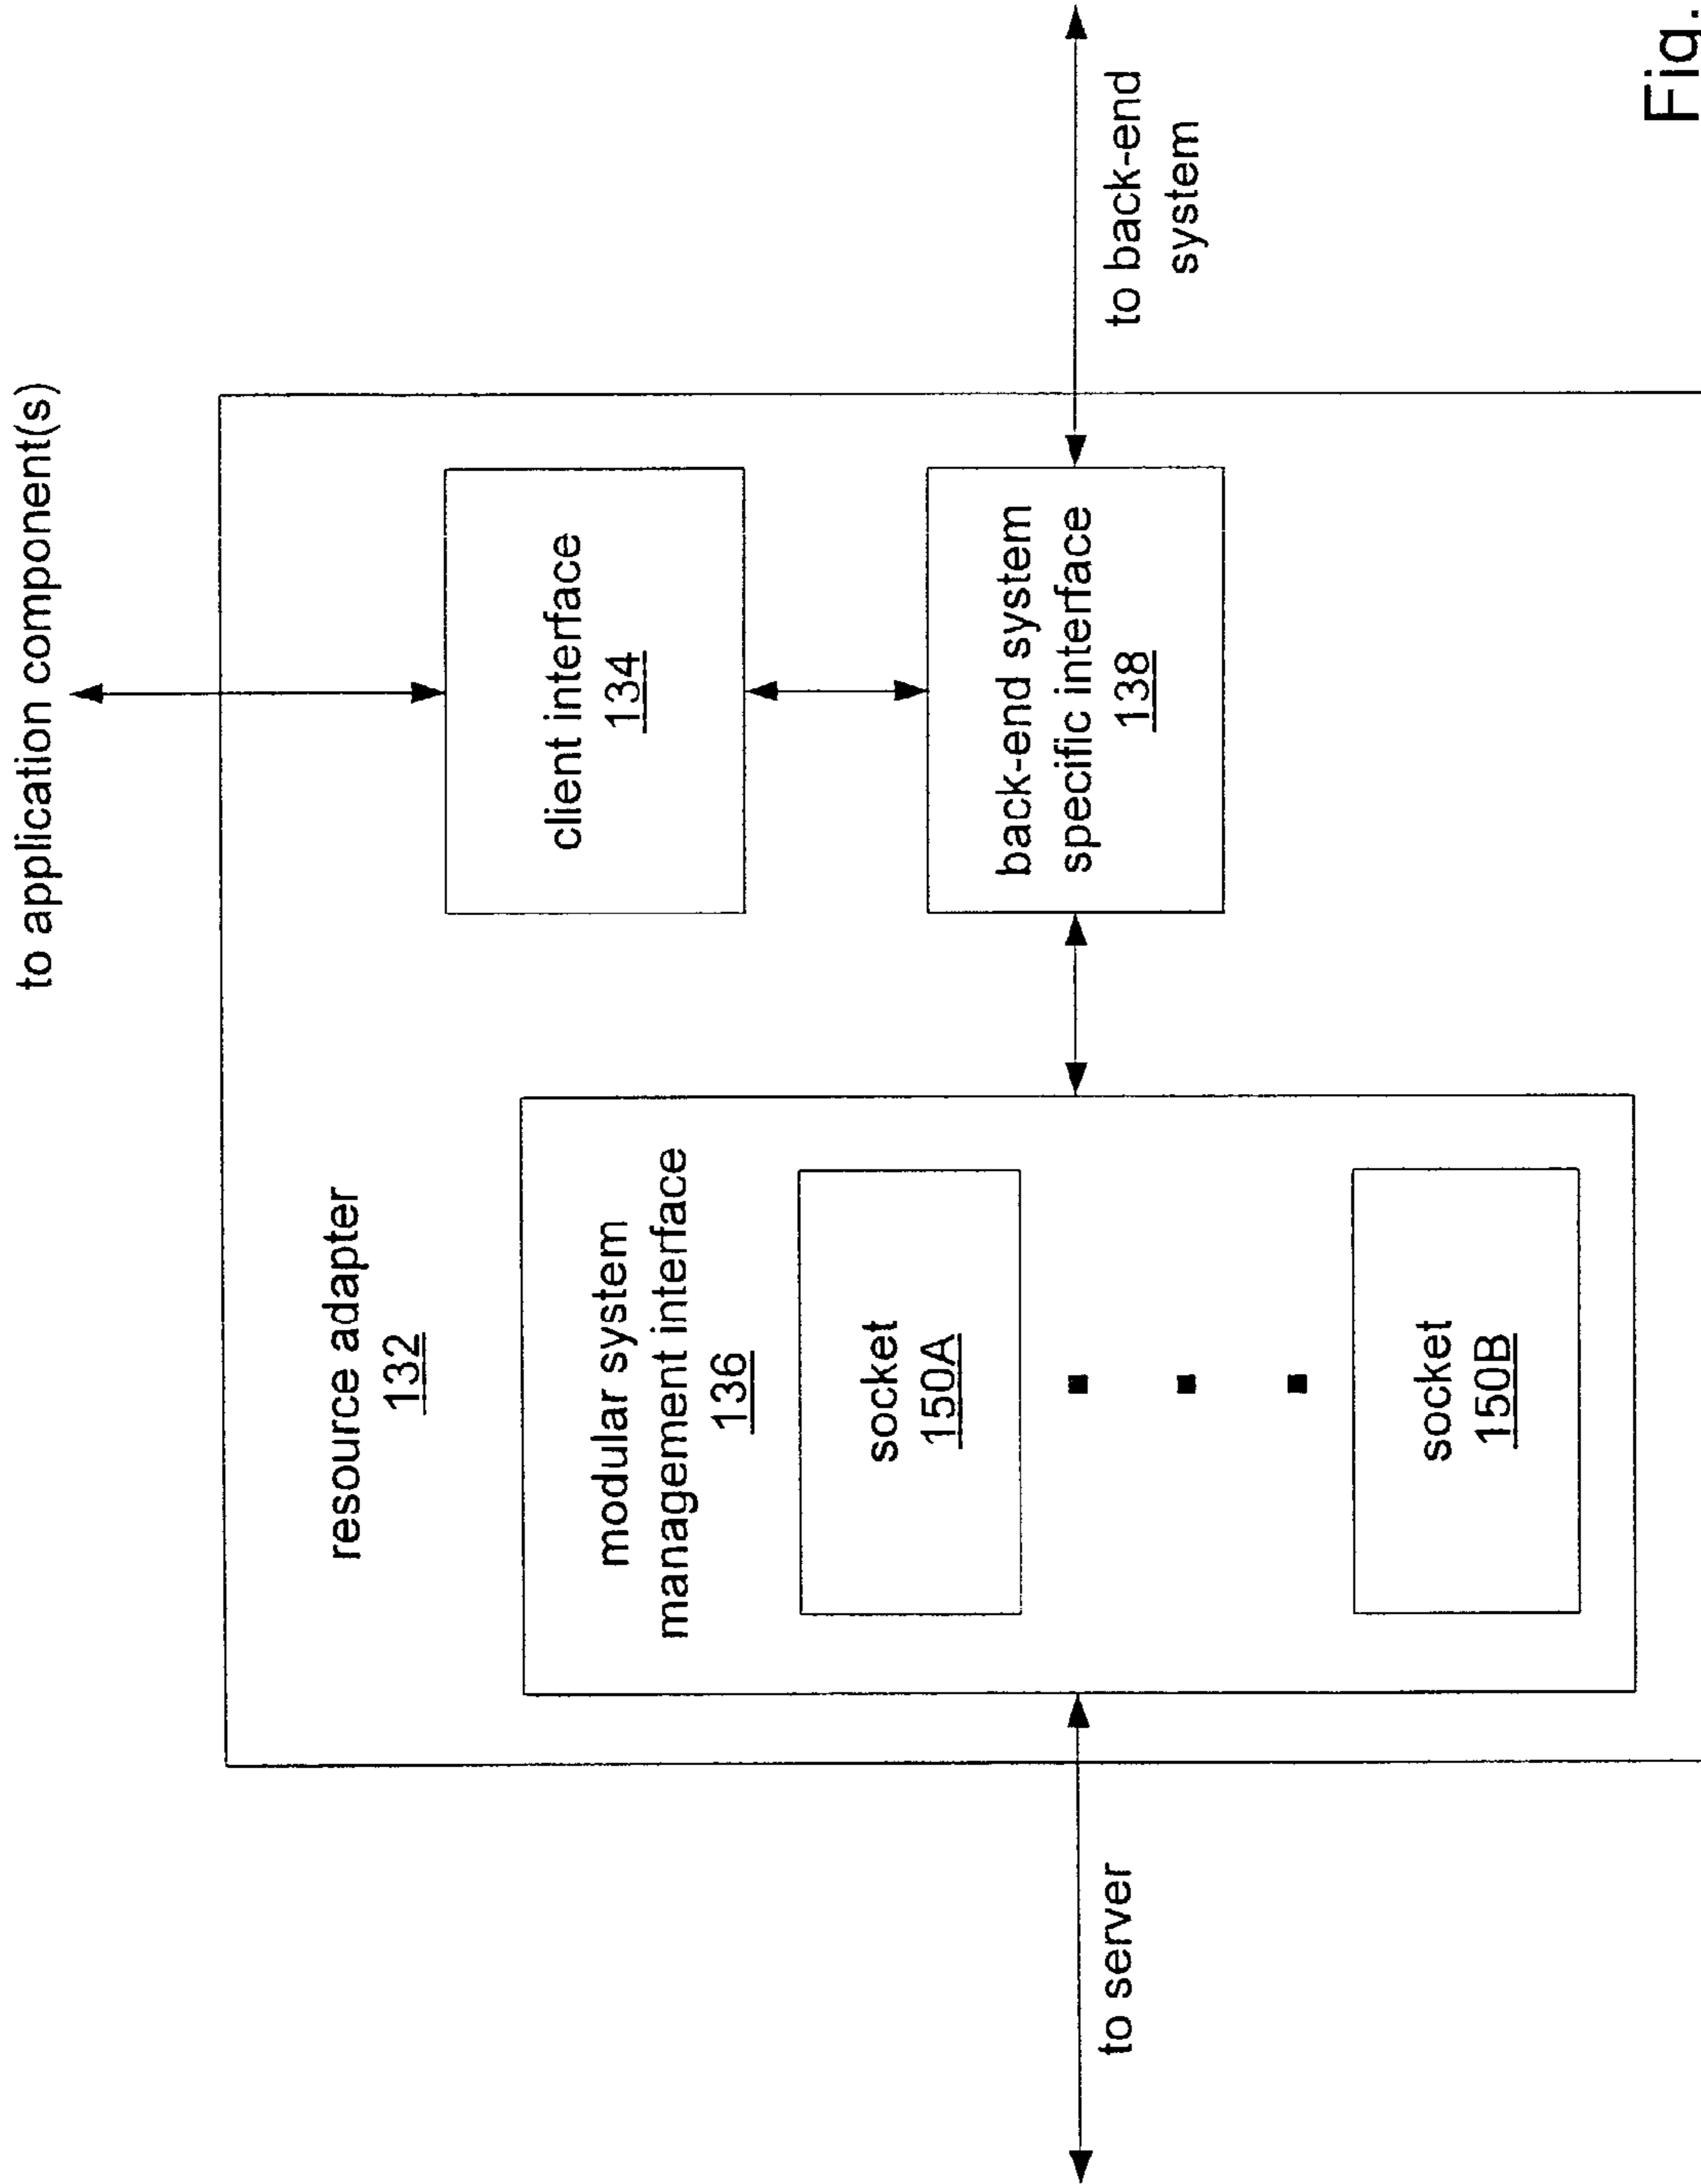 to application component(s)
resource adapter
132
modular system
management interface
136
client interface
134
socket
150A
back-end system
specific interface
138
to server
to back-end
system
socket
150B
Fig.